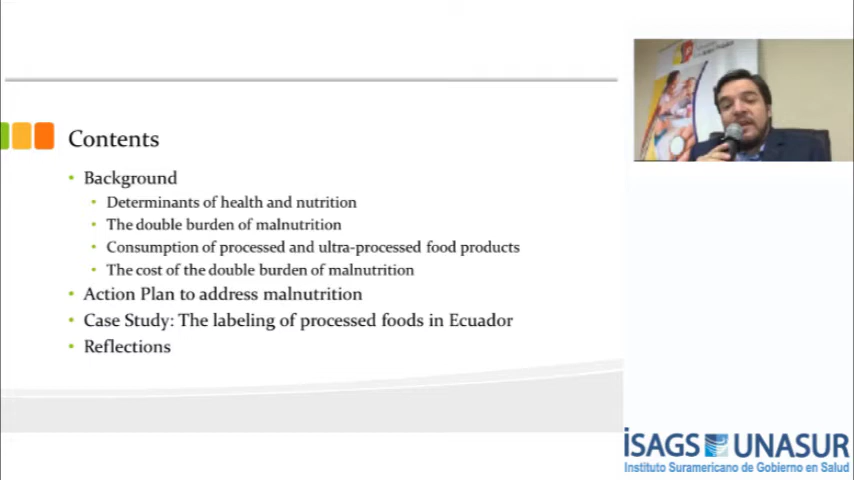 Contents
• Background
• Determinants of health and nutrition
• The double burden of malnutrition
• Consumption of processed and ultra-processed food products
• The cost of the double burden of malnutrition
• Action Plan to address malnutrition
• Case Study: The labeling of processed foods in Ecuador
• Reflections
iSAGS UNASUR
Instituto Suramericano de Gobierno en Salud